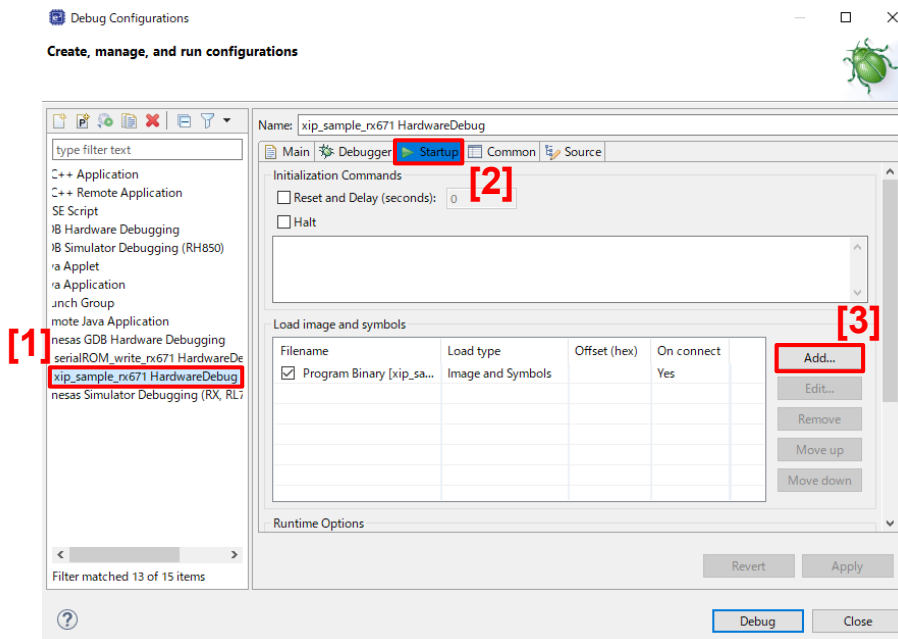 Debug Configurations
Create, manage, and run configurations
Name: xip_sample_rx671 HardwareDebug
type filter text
C++ Application
C++ Remote Application
SE Script
DB Hardware Debugging
DB Simulator Debugging (RH850)
va Applet
va Application
unch Group
mote Java Application
nesas GDB Hardware Debugging
[1]
serialROM_write_rx671 HardwareDe
xip_sample_rx671 HardwareDebug
nesas Simulator Debugging (RX, RL7
Filter matched 13 of 15 items
Main Debugger Startup Common Source
[2]
Initialization Commands
Reset and Delay (seconds): 0
Halt
Load image and symbols
[3]
Filename Load type Offset (hex) On connect
Program Binary [xip_sa... Image and Symbols Yes
Add...
Edit...
Remove
Move up
Move down
Runtime Options
Revert Apply
? Debug Close